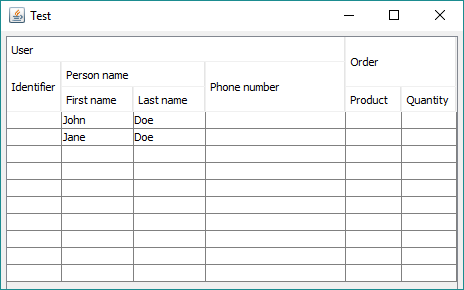 Test
User
Order
Person name
Identifier
Phone number
First name Last name Product Quantity
John Doe
Jane Doe